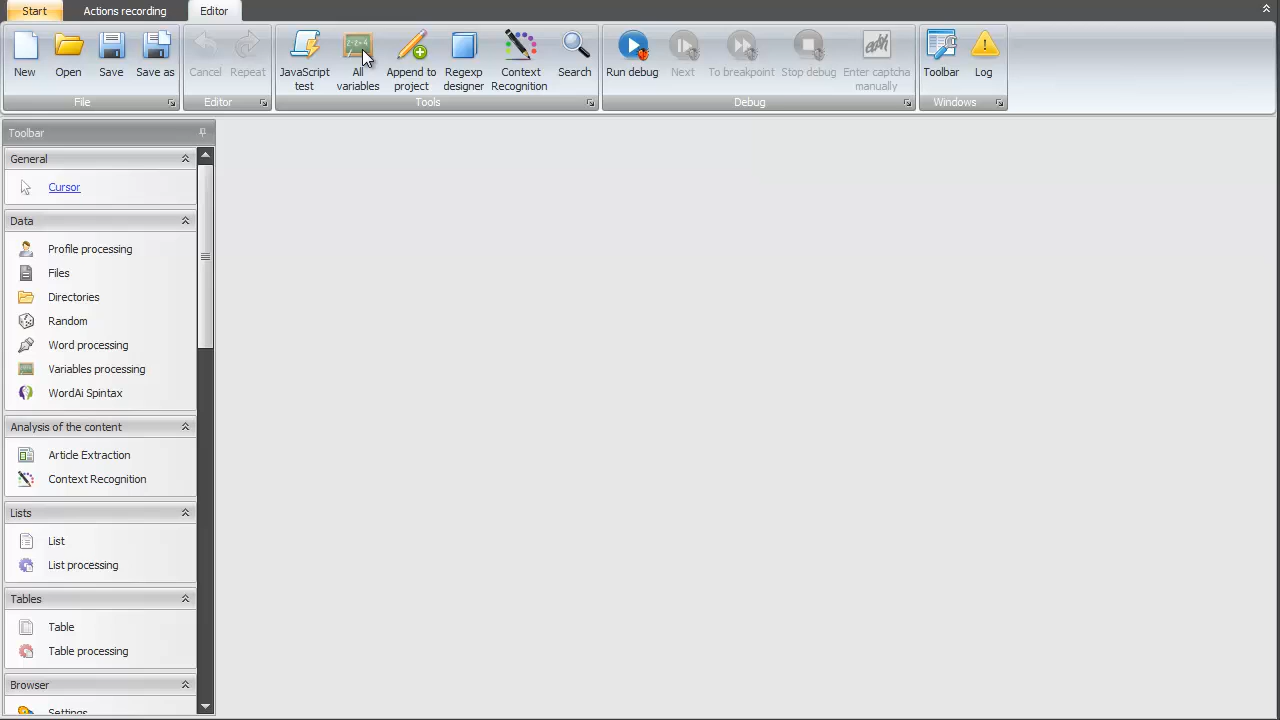 Start Actions recording Editor
New Open Save Save as Cancel Repeat JavaScript test All variables Append to project Regexp designer Context Recognition Search Run debug Next To breakpoint Stop debug Enter captcha manually Toolbar Log
File Editor Tools Debug Windows
Toolbar
General
Cursor
Data
Profile processing
Files
Directories
Random
Word processing
Variables processing
WordAi Spintax
Analysis of the content
Article Extraction
Context Recognition
Lists
List
List processing
Tables
Table
Table processing
Browser
Settings